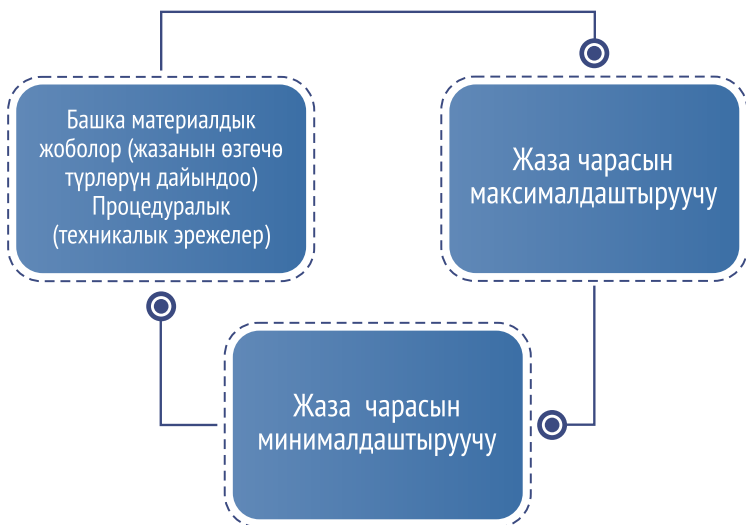 Башка материалдык
жоболор (жазанын өзгөчө
түрлөрүн дайындоо)
Процедуралык
(техникалык эрежелер)
Жаза чарасын
максималдаштыруучу
Жаза чарасын
минималдаштыруучу